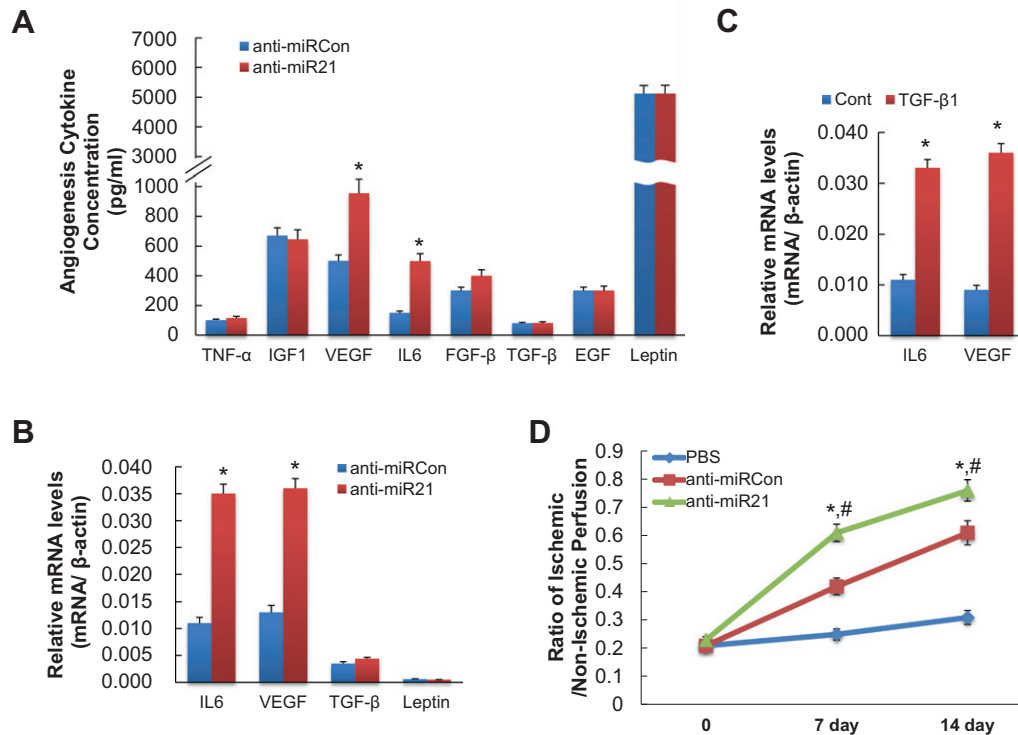 A
anti-miRCon
anti-miR21
Angiogenesis Cytokine
Concentration
(pg/ml)
7000
6000
5000
4000
3000
1000
800
600
400
200
0
*
*
TNF-α IGF1 VEGF IL6 FGF-β TGF-β EGF Leptin
C
Cont TGF-β1
Relative mRNA levels
(mRNA/ β-actin)
0.040
0.030
0.020
0.010
0.000
*
*
IL6 VEGF
B
anti-miRCon
anti-miR21
Relative mRNA levels
(mRNA/ β-actin)
0.040
0.035
0.030
0.025
0.020
0.015
0.010
0.005
0.000
*
*
IL6 VEGF TGF-β Leptin
D
PBS
anti-miRCon
anti-miR21
Ratio of Ischemic
/Non-Ischemic Perfusion
0.9
0.8
0.7
0.6
0.5
0.4
0.3
0.2
0.1
0
*,#
*,#
0 7 day 14 day